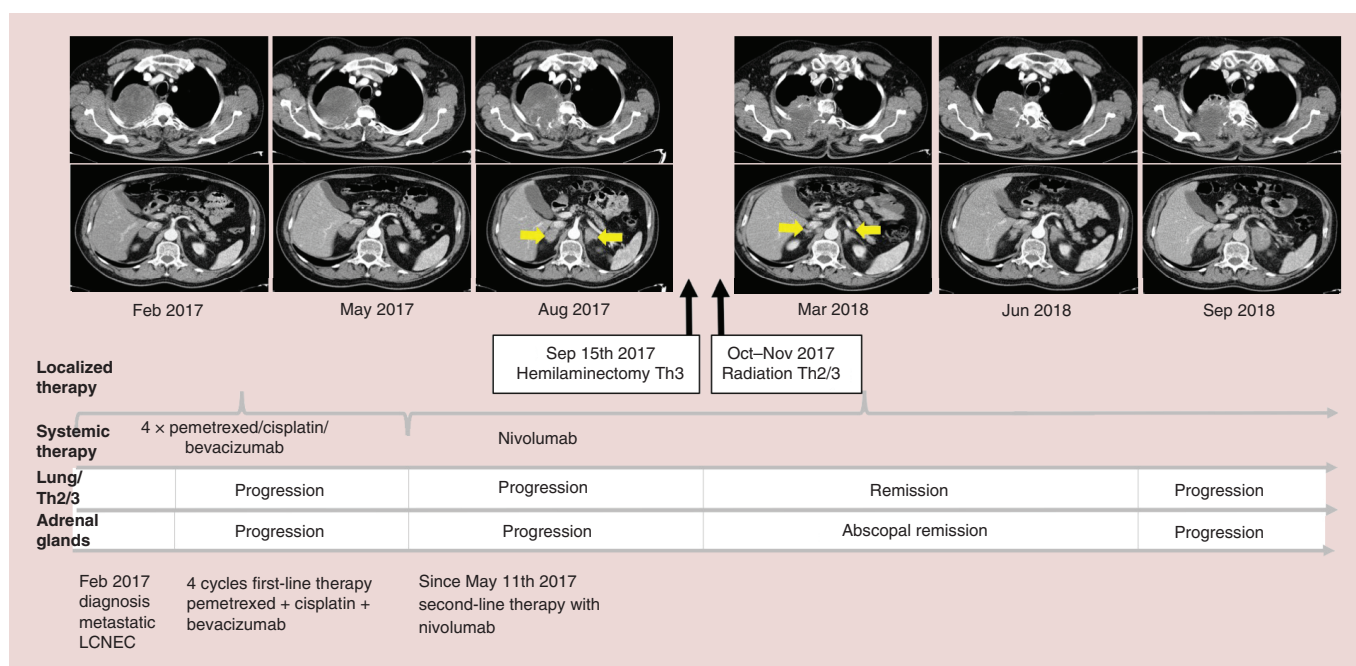 Feb 2017
May 2017
Aug 2017
Mar 2018
Jun 2018
Sep 2018
Sep 15th 2017
Hemilaminectomy Th3
Oct–Nov 2017
Radiation Th2/3
Localized
therapy
Systemic
therapy
4 × pemetrexed/cisplatin/
bevacizumab
Nivolumab
Lung/
Th2/3
Progression
Progression
Remission
Progression
Adrenal
glands
Progression
Progression
Abscopal remission
Progression
Feb 2017
diagnosis
metastatic
LCNEC
4 cycles first-line therapy
pemetrexed + cisplatin +
bevacizumab
Since May 11th 2017
second-line therapy with
nivolumab